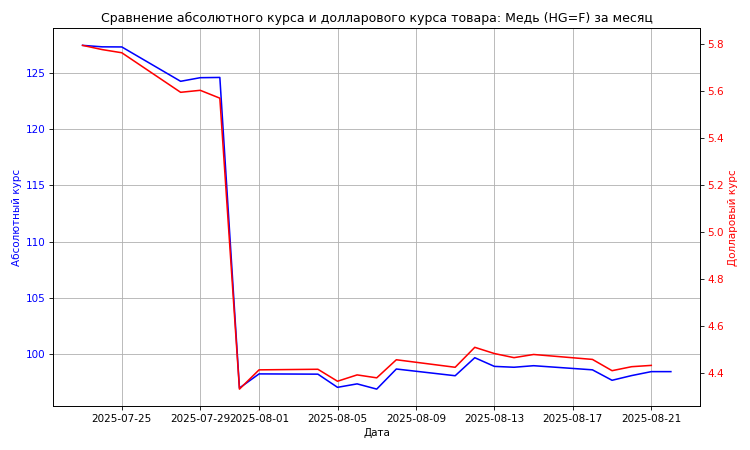 Сравнение абсолютного курса и долларового курса товара: Медь (HG=F) за месяц
Абсолютный курс
125
120
115
110
105
100
5.8
5.6
5.4
5.2
5.0
4.8
4.6
4.4
Долларовый курс
2025-07-25 2025-07-29 2025-08-01 2025-08-05 2025-08-09 2025-08-13 2025-08-17 2025-08-21
Дата